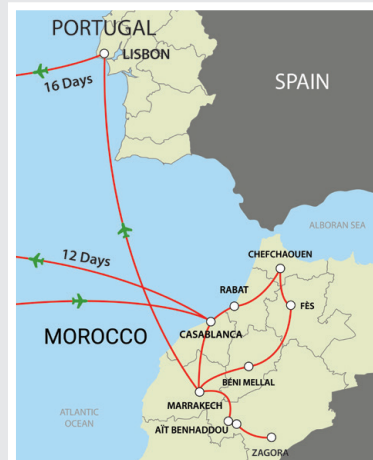 PORTUGAL
LISBON
16 Days
SPAIN
ALBORAN SEA
12 Days
CHEFCHAOUEN
RABAT
FÈS
CASABLANCA
MOROCCO
BÉNI MELLAL
MARRAKECH
ATLANTIC
OCEAN
AÏT BENHADDOU
ZAGORA